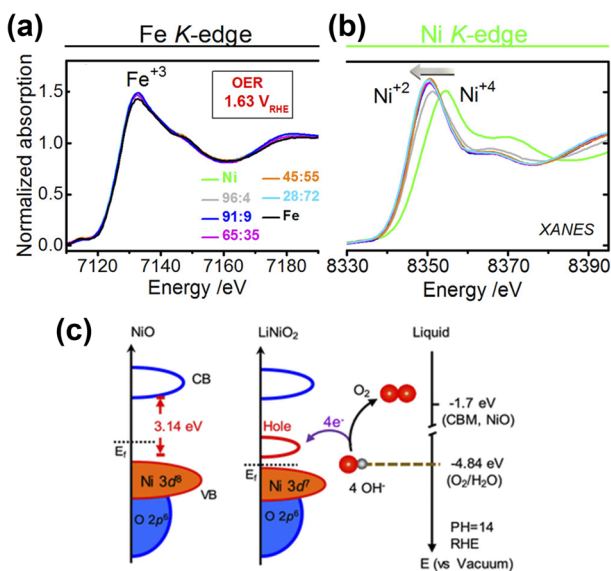 (a)
Fe K-edge
Fe+3
OER
1.63 VRHE
Ni
96:4
91:9
65:35
45:55
28:72
Fe
Normalized absorption
0.0
0.5
1.0
1.5
7120 7140 7160 7180
Energy /eV
(b)
Ni K-edge
Ni+2
Ni+4
XANES
8330 8350 8370 8390
Energy /eV
(c)
NiO
CB
3.14 eV
Ef
Ni 3d8
VB
O 2p6
LiNiO2
Hole
4e-
Ef
Ni 3d7
O 2p6
O2
4 OH-
Liquid
-1.7 eV
(CBM, NiO)
-4.84 eV
(O2/H2O)
PH=14
RHE
E (vs Vacuum)